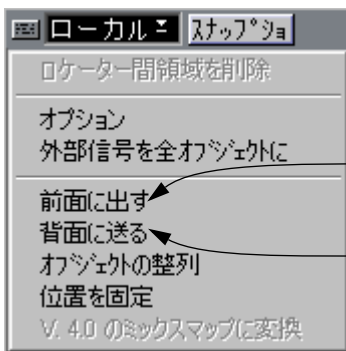 ローカル ｽﾅｯﾌﾟｼｮ
ロケーター間領域を削除
オプション
外部信号を全ｵﾌﾞｼﾞｪｸﾄに
前面に出す
背面に送る
ｵﾌﾞｼﾞｪｸﾄの整列
位置を固定
V. 4.0 のミックスマップに変換